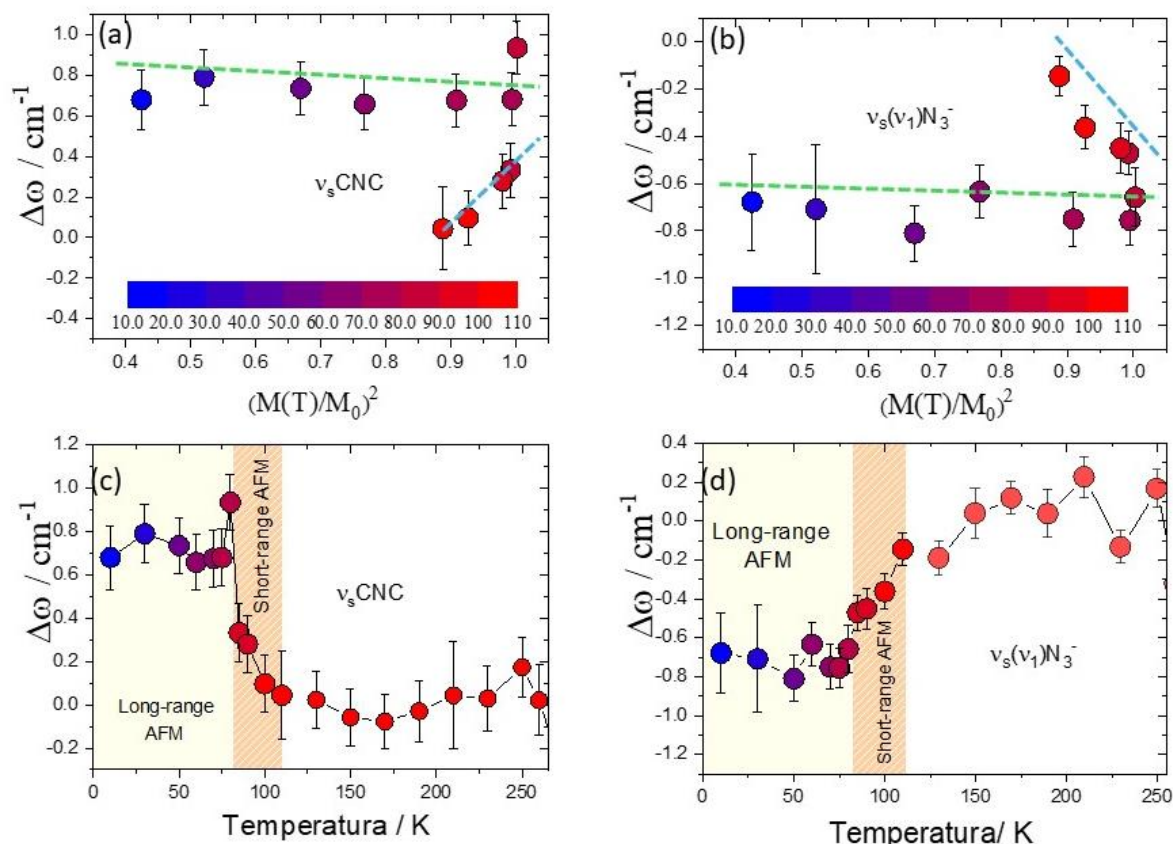 (a)
Δω / cm⁻¹
1.0
0.8
0.6
0.4
0.2
0.0
-0.2
-0.4
νₛCNC
10.0 20.0 30.0 40.0 50.0 60.0 70.0 80.0 90.0 100 110
0.4 0.5 0.6 0.7 0.8 0.9 1.0
(M(T)/M₀)²
(b)
Δω / cm⁻¹
0.0
-0.2
-0.4
-0.6
-0.8
-1.0
-1.2
νₛ(ν₁)N₃⁻
10.0 20.0 30.0 40.0 50.0 60.0 70.0 80.0 90.0 100 110
0.4 0.5 0.6 0.7 0.8 0.9 1.0
(M(T)/M₀)²
(c)
Δω / cm⁻¹
1.2
1.0
0.8
0.6
0.4
0.2
0.0
-0.2
Short-range AFM
νₛCNC
Long-range
AFM
0 50 100 150 200 250
Temperatura / K
(d)
Δω / cm⁻¹
0.4
0.2
0.0
-0.2
-0.4
-0.6
-0.8
-1.0
-1.2
Long-range
AFM
Short-range AFM
νₛ(ν₁)N₃⁻
0 50 100 150 200 250
Temperatura/ K